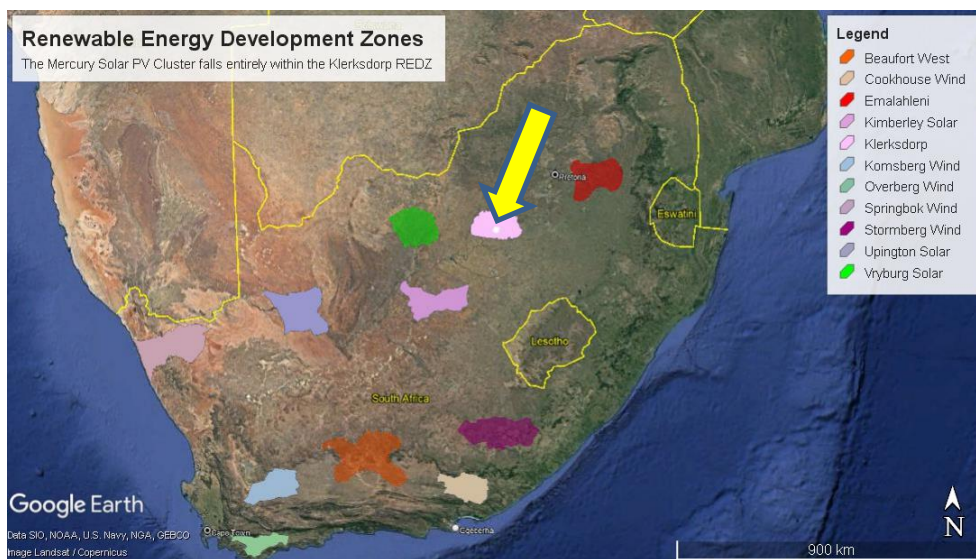 Renewable Energy Development Zones
The Mercury Solar PV Cluster falls entirely within the Klerksdorp REDZ
Legend
Beaufort West
Cookhouse Wind
Emalahleni
Kimberley Solar
Klerksdorp
Komsberg Wind
Overberg Wind
Springbok Wind
Stormberg Wind
Upington Solar
Vryburg Solar
Pretoria
Eswatini
Lesotho
South Africa
Cape Town
Gqeberha
Google Earth
Data SIO, NOAA, U.S. Navy, NGA, GEBCO
Image Landsat / Copernicus
N
900 km